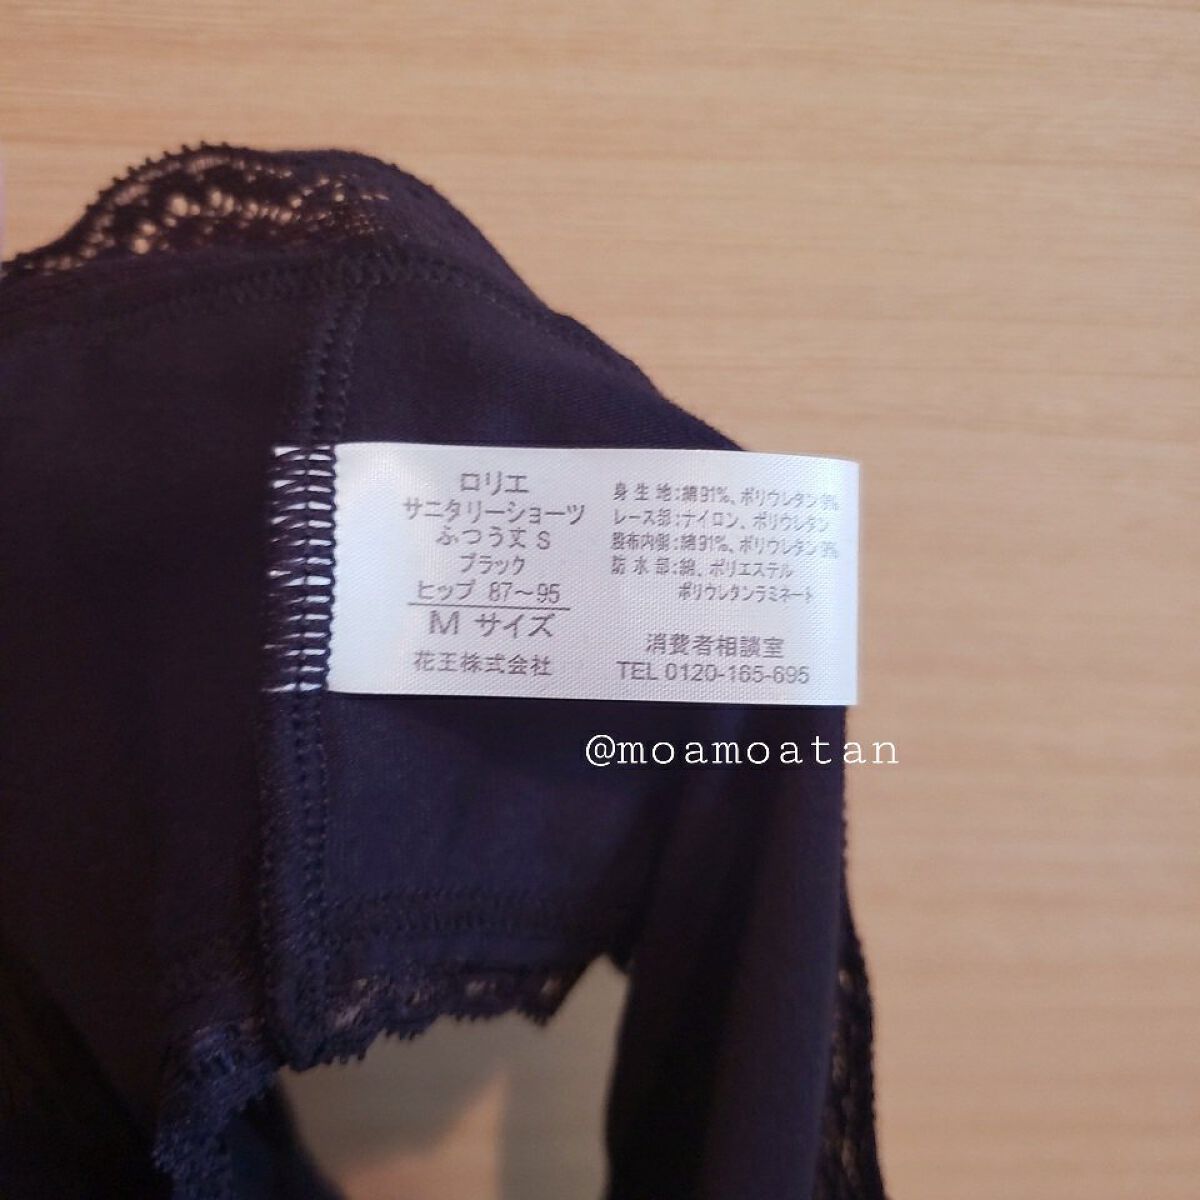 ロリエ
サニタリーショーツ
ふつう丈 S
ブラック
ヒップ 87〜95
M サイズ
花王株式会社
身生地:綿91%、ポリウレタン9%
レース部:ナイロン、ポリウレタン
股布内側:綿91%、ポリウレタン9%
防水部:綿、ポリエステル
ポリウレタンラミネート
消費者相談室
TEL 0120-165-695
@moamoatan